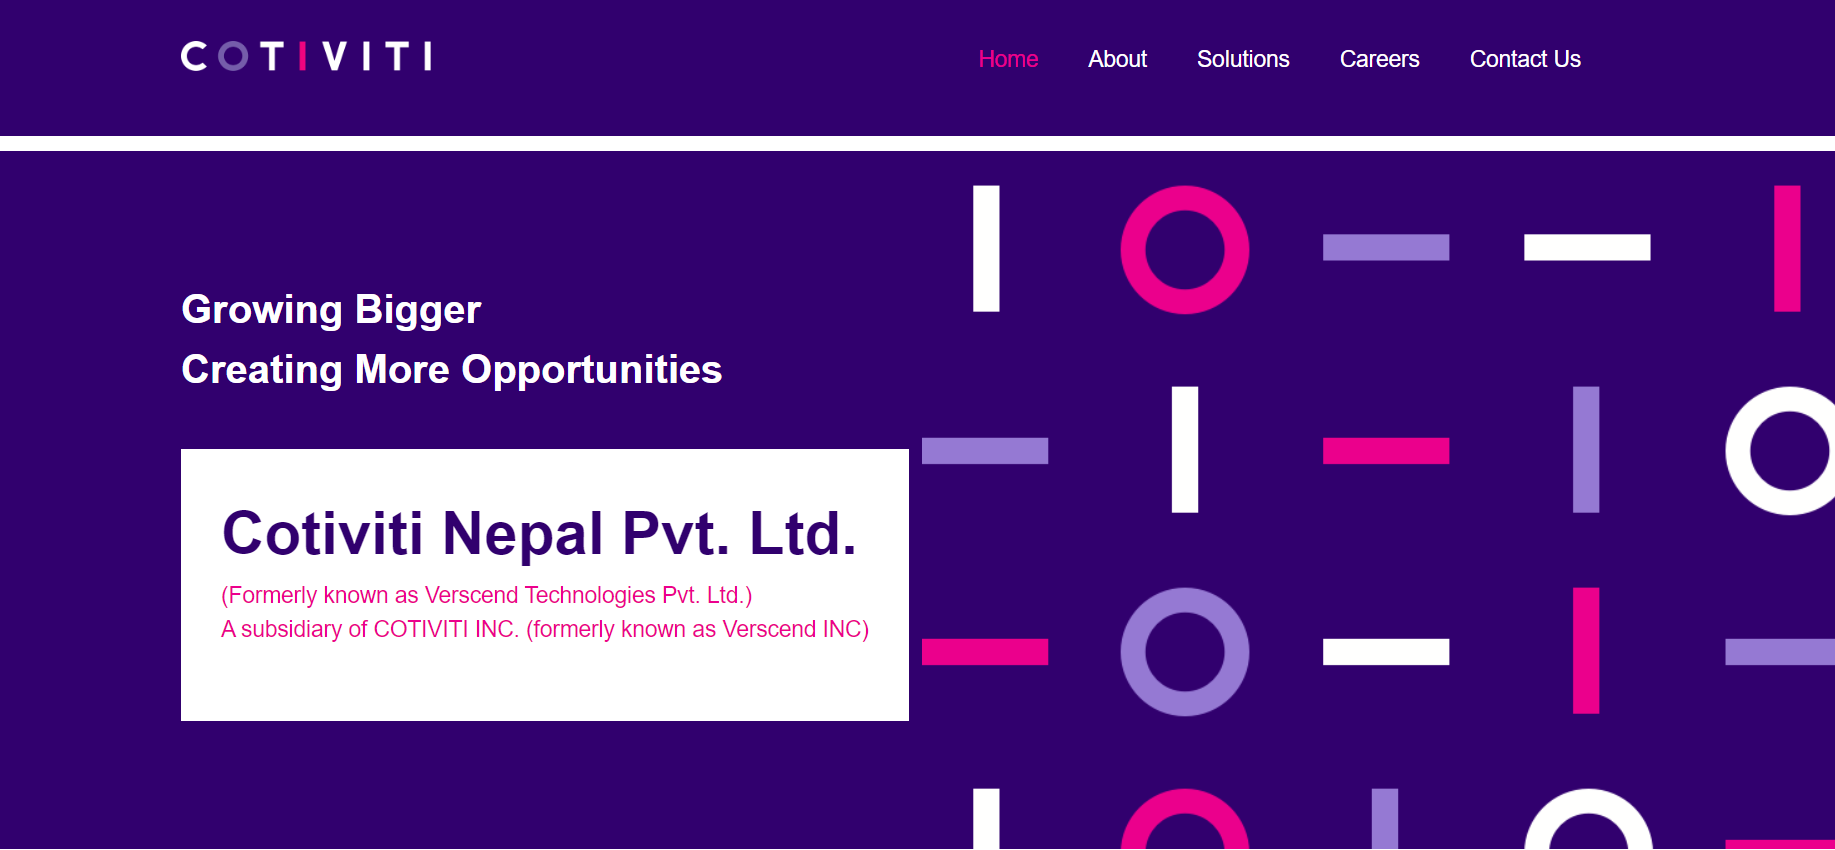 COTIVITI
Home About Solutions Careers Contact Us
Growing Bigger
Creating More Opportunities
Cotiviti Nepal Pvt. Ltd.
(Formerly known as Verscend Technologies Pvt. Ltd.)
A subsidiary of COTIVITI INC. (formerly known as Verscend INC)